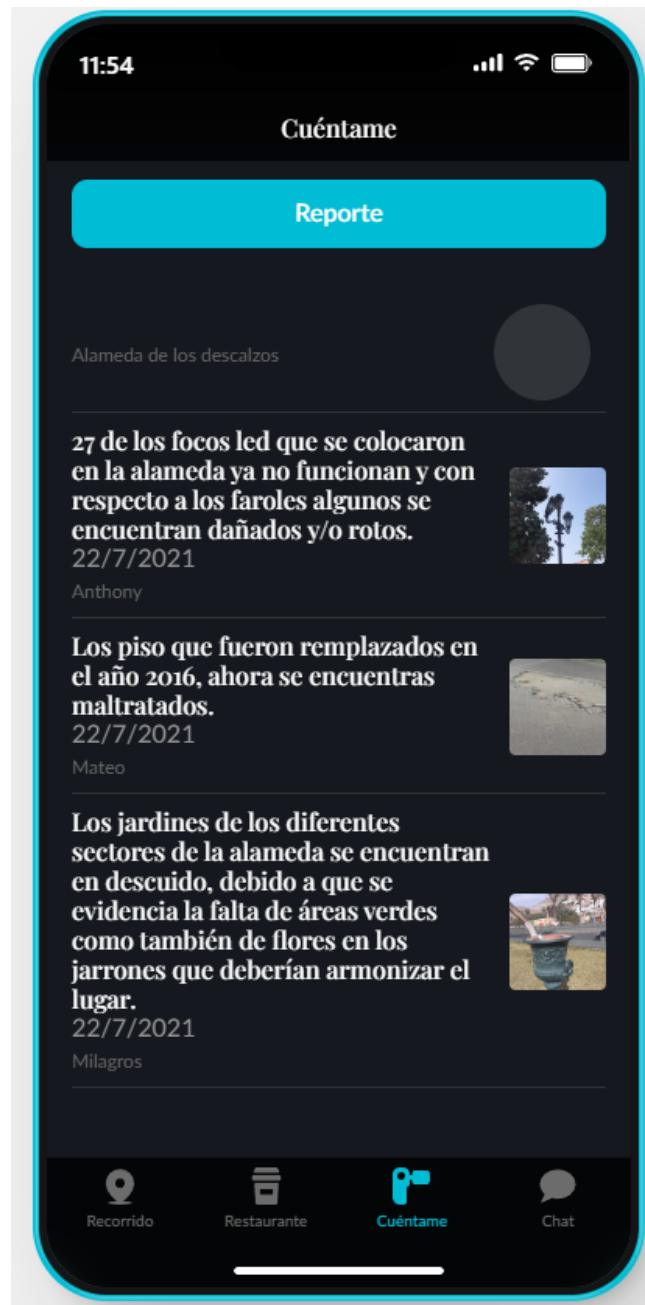 11:54
Cuéntame
Reporte
Alameda de los descalzos
27 de los focos led que se colocaron
en la alameda ya no funcionan y con
respecto a los faroles algunos se
encuentran dañados y/o rotos.
22/7/2021
Anthony
Los piso que fueron remplazados en
el año 2016, ahora se encuentras
maltratados.
22/7/2021
Mateo
Los jardines de los diferentes
sectores de la alameda se encuentran
en descuido, debido a que se
evidencia la falta de áreas verdes
como también de flores en los
jarrones que deberían armonizar el
lugar.
22/7/2021
Milagros
Recorrido
Restaurante
Cuéntame
Chat